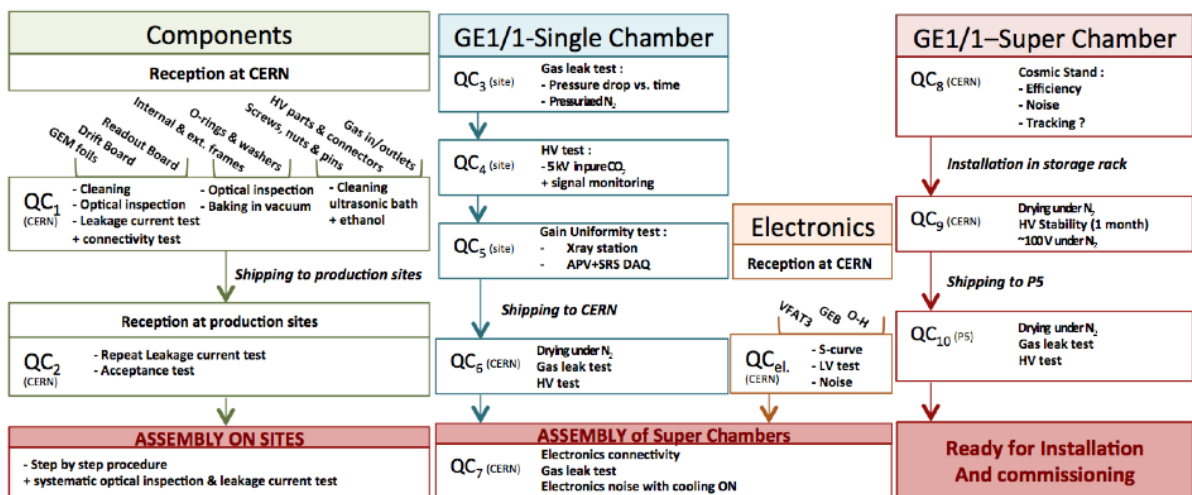 Components
Reception at CERN
GEM foils
Drift Board
Readout Board
Internal & ext. frames
O-rings & washers
Screws, nuts & pins
HV parts & connectors
Gas in/outlets
QC1 (CERN)
- Cleaning
- Optical inspection
- Leakage current test
+ connectivity test
- Optical inspection
- Baking in vacuum
- Cleaning
ultrasonic bath
+ ethanol
Shipping to production sites
Reception at production sites
QC2 (CERN)
- Repeat Leakage current test
- Acceptance test
ASSEMBLY ON SITES
- Step by step procedure
+ systematic optical inspection & leakage current test
GE1/1-Single Chamber
QC3 (site)
Gas leak test :
- Pressure drop vs. time
- Pressurized N2
QC4 (site)
HV test :
- 5 kV in pure CO2
+ signal monitoring
QC5 (site)
Gain Uniformity test :
- Xray station
- APV+SRS DAQ
Shipping to CERN
QC6 (CERN)
Drying under N2
Gas leak test
HV test
Electronics
Reception at CERN
VFAT3
GEB
O-H
QCel. (CERN)
- S-curve
- LV test
- Noise
ASSEMBLY of Super Chambers
QC7 (CERN)
Electronics connectivity
Gas leak test
Electronics noise with cooling ON
GE1/1–Super Chamber
QC8 (CERN)
Cosmic Stand :
- Efficiency
- Noise
- Tracking ?
Installation in storage rack
QC9 (CERN)
Drying under N2
HV Stability (1 month)
~100 V under N2
Shipping to P5
QC10 (P5)
Drying under N2
Gas leak test
HV test
Ready for Installation
And commissioning